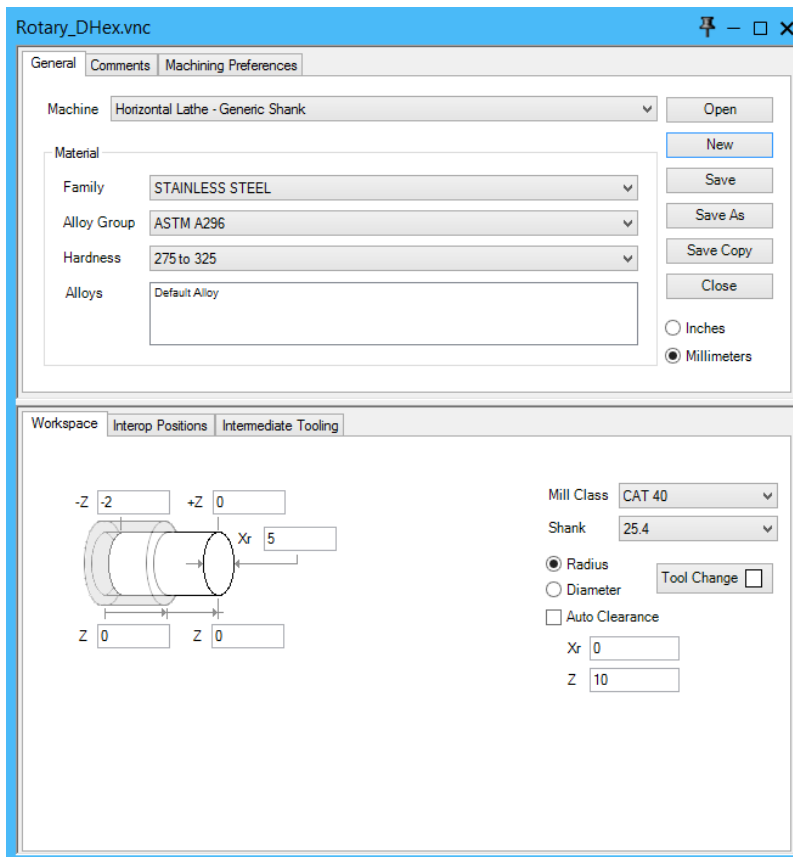 Rotary_DHex.vnc
General Comments Machining Preferences
Machine Horizontal Lathe - Generic Shank Open
New
Material
Family STAINLESS STEEL Save
Alloy Group ASTM A296 Save As
Hardness 275 to 325 Save Copy
Alloys Default Alloy Close
Inches
Millimeters
Workspace Interop Positions Intermediate Tooling
-Z -2 +Z 0 Mill Class CAT 40
Xr 5 Shank 25.4
Radius
Diameter Tool Change
Auto Clearance
Z 0 Z 0 Xr 0
Z 10